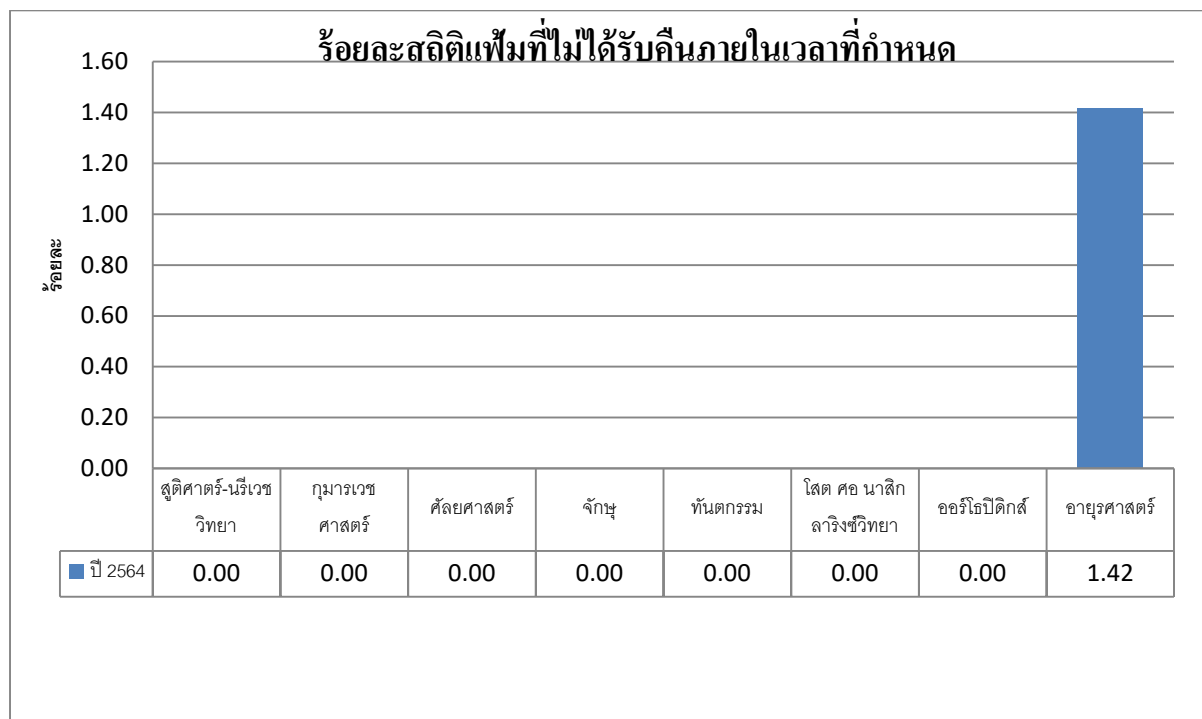 ร้อยละสถิติแฟ้มที่ไม่ได้รับคืนภายในเวลาที่กำหนด
1.60
1.40
1.20
1.00
0.80
0.60
0.40
0.20
0.00
ร้อยละ
สูติศาตร์-นรีเวช
วิทยา
กุมารเวช
ศาสตร์
ศัลยศาสตร์
จักษุ
ทันตกรรม
โสต ศอ นาสิก
ลาริงซ์วิทยา
ออร์โธปิดิกส์
อายุรศาสตร์
ปี 2564 0.00 0.00 0.00 0.00 0.00 0.00 0.00 1.42